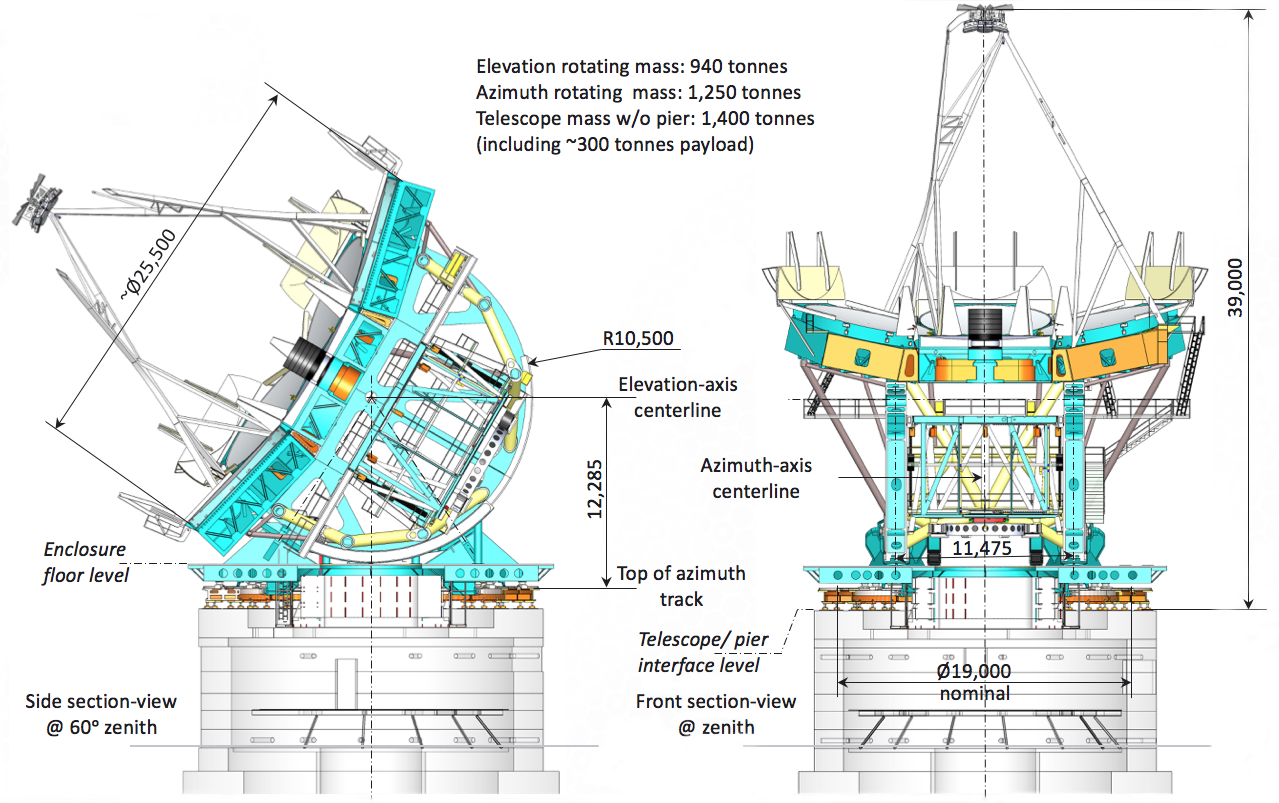 Elevation rotating mass: 940 tonnes
Azimuth rotating  mass: 1,250 tonnes
Telescope mass w/o pier: 1,400 tonnes
(including ~300 tonnes payload)
~Ø25,500
R10,500
Elevation-axis
centerline
12,285
Enclosure
floor level
Top of azimuth
track
Side section-view
@ 60° zenith
39,000
Azimuth-axis
centerline
11,475
Telescope/ pier
interface level
Ø19,000
nominal
Front section-view
@ zenith